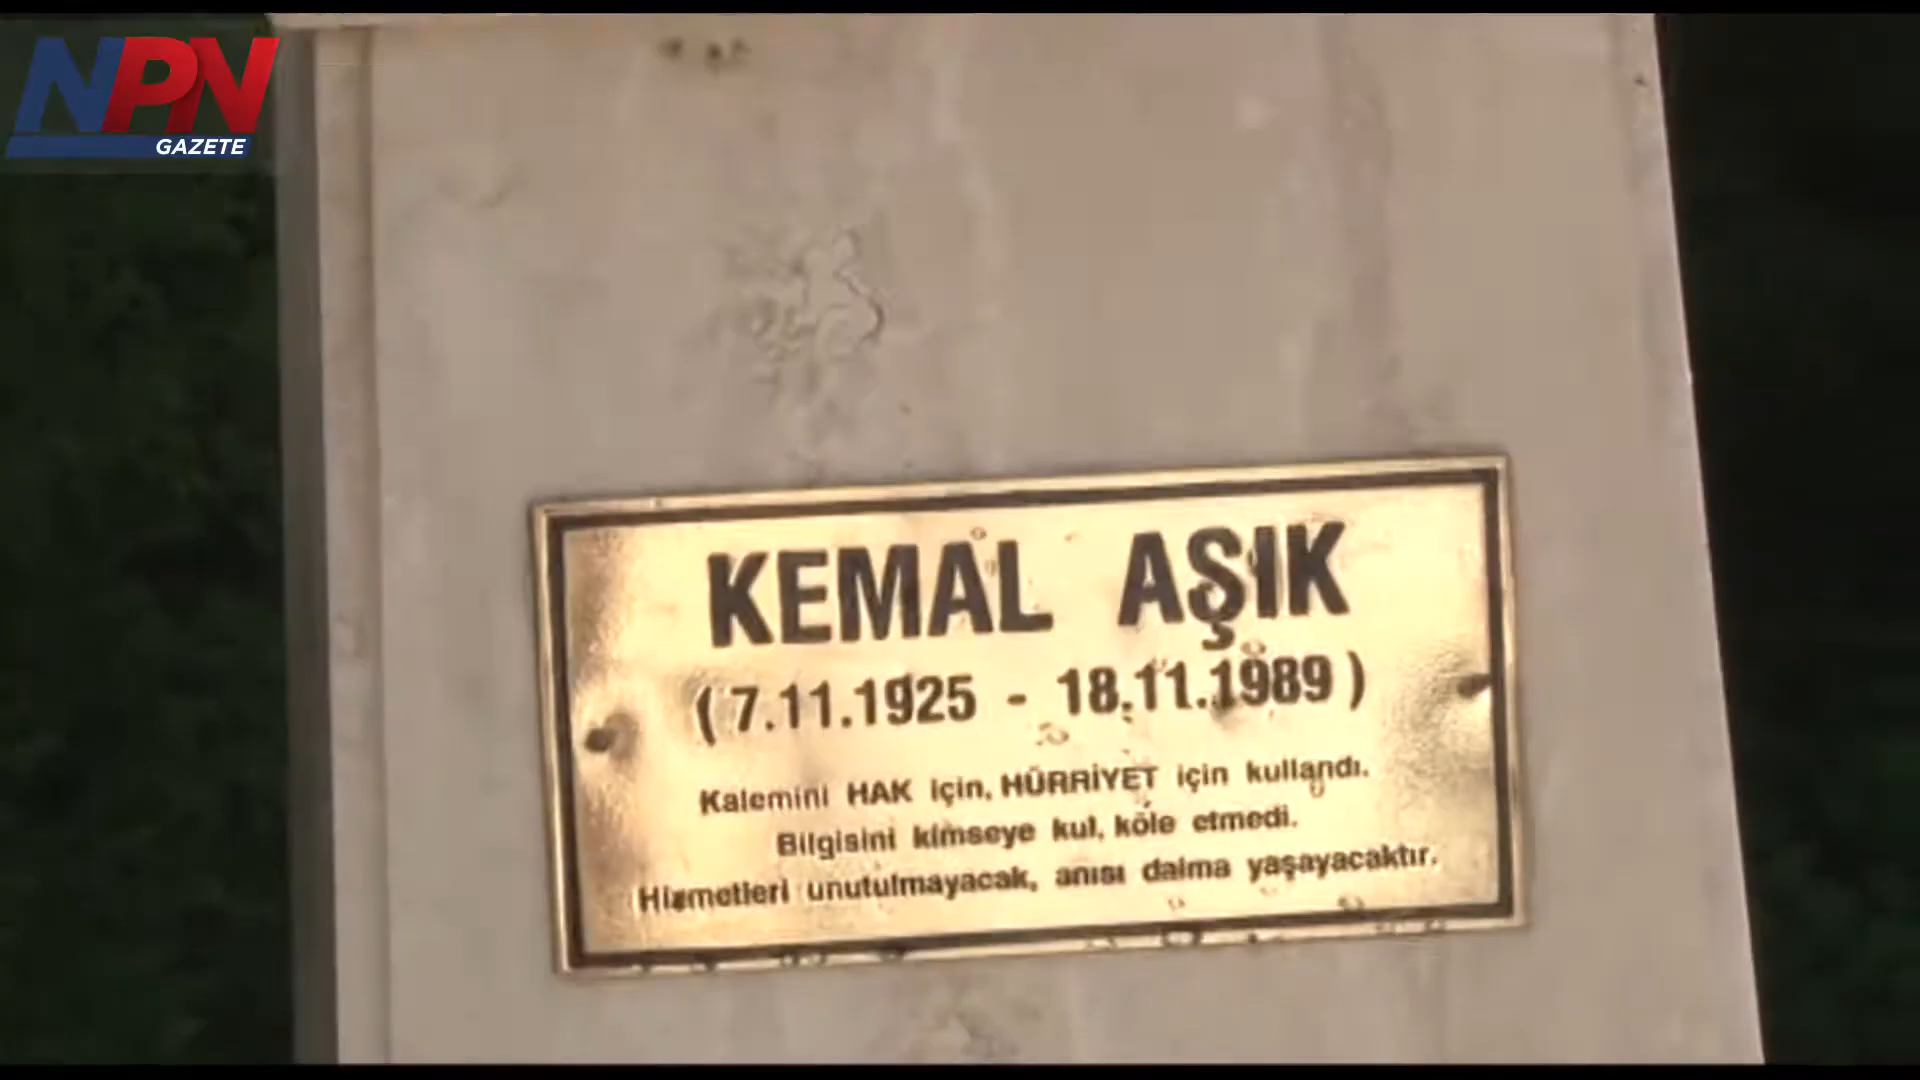 NPN
GAZETE
KEMAL AŞIK
( 7.11.1925 - 18.11.1989 )
Kalemini HAK için, HÜRRİYET için kullandı.
Bilgisini kimseye kul, köle etmedi.
Hizmetleri unutulmayacak, anısı daima yaşayacaktır.